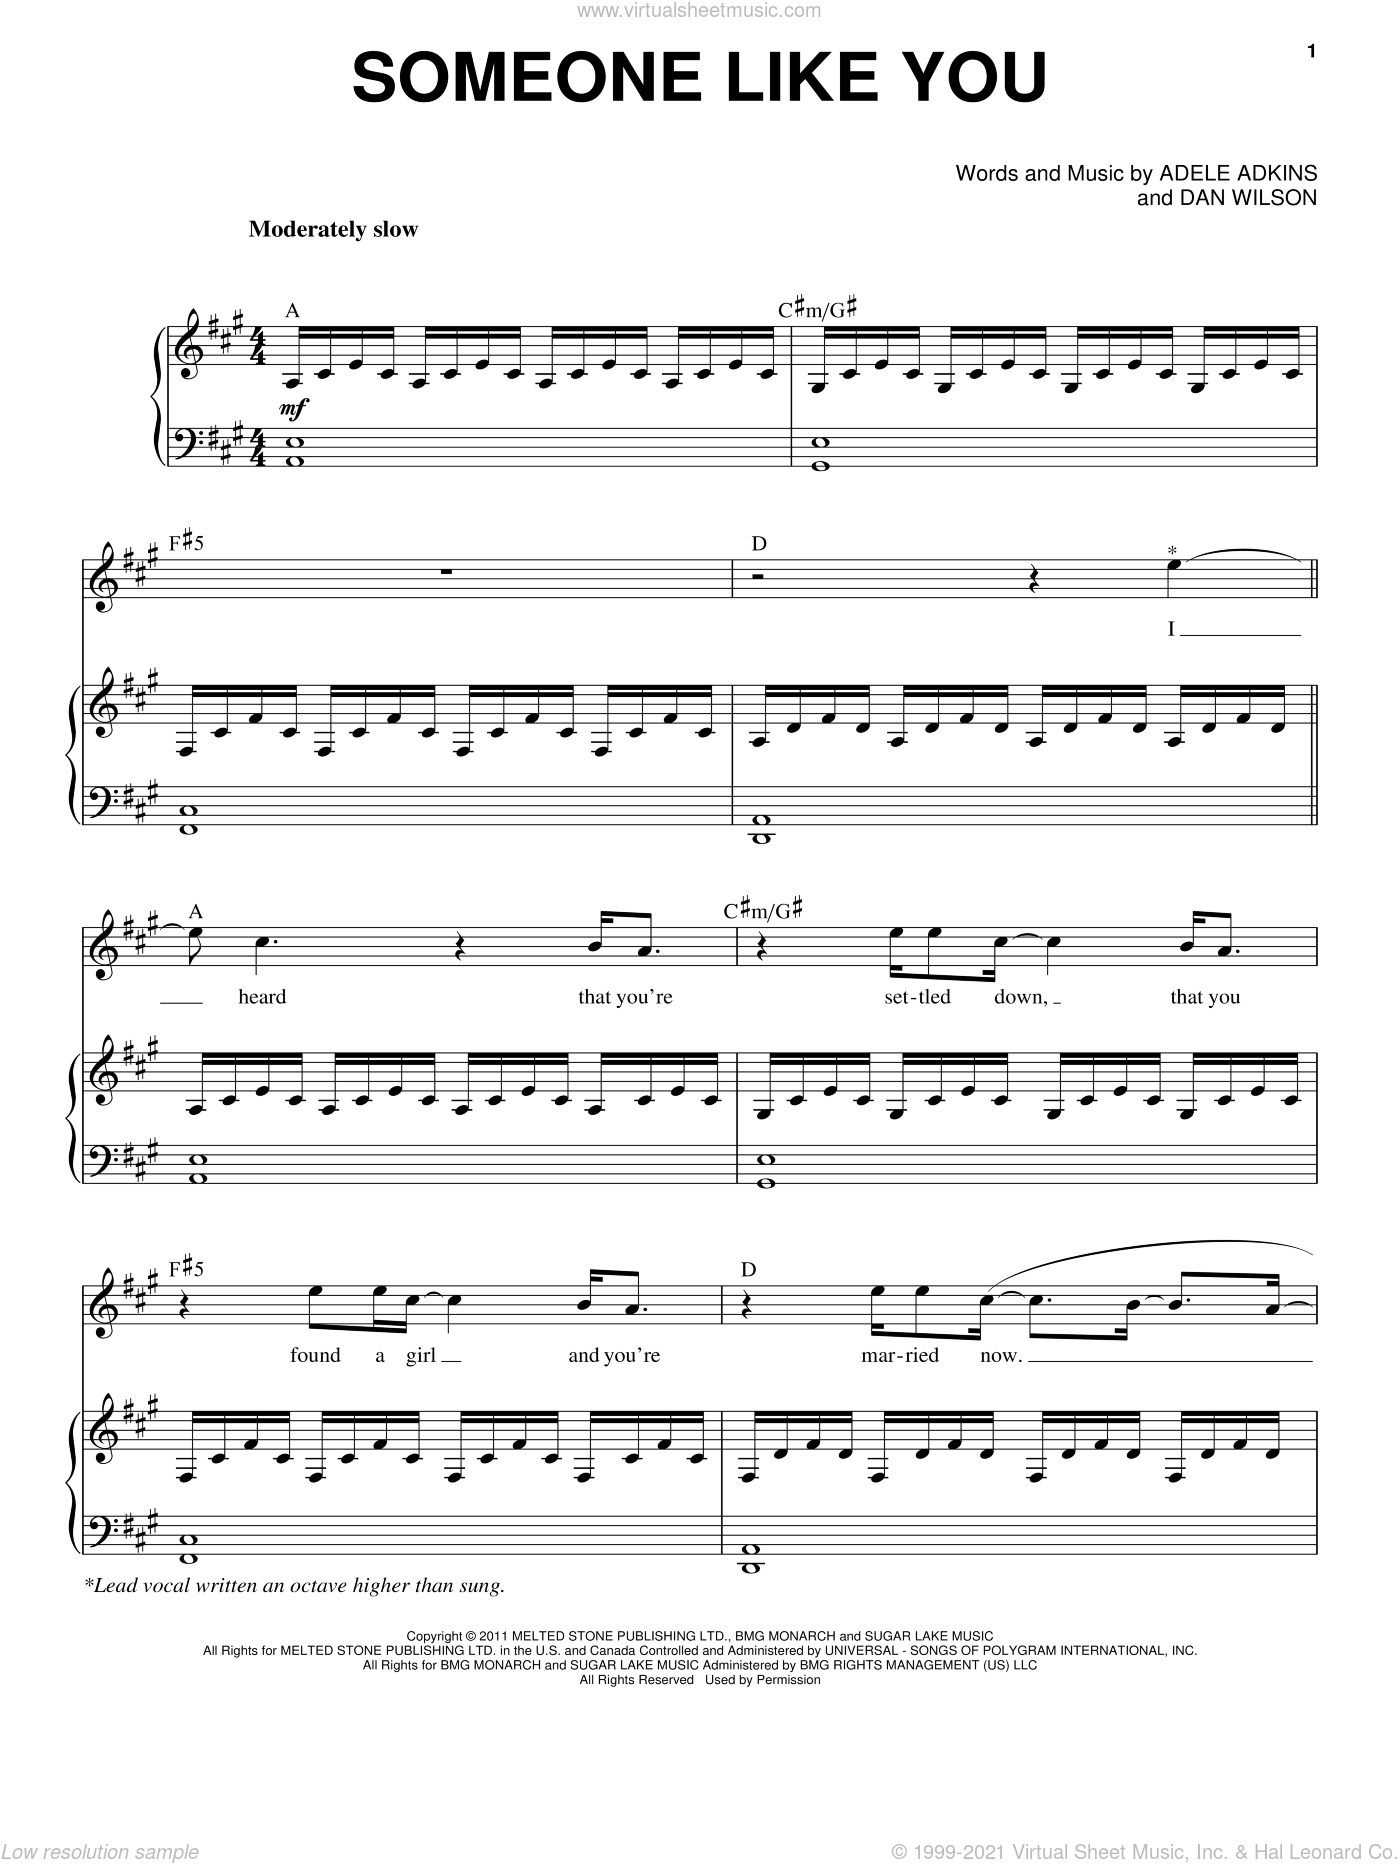 www.virtualsheetmusic.com
SOMEONE LIKE YOU
1
Words and Music by ADELE ADKINS
and DAN WILSON
Moderately slow
A C♯m/G♯
4/4
mf
4/4
F♯5 D *
I
A C♯m/G♯
heard that you're set-tled down, that you
F♯5 D
found a girl and you're mar-ried now.
*Lead vocal written an octave higher than sung.
Copyright © 2011 MELTED STONE PUBLISHING LTD., BMG MONARCH and SUGAR LAKE MUSIC
All Rights for MELTED STONE PUBLISHING LTD. in the U.S. and Canada Controlled and Administered by UNIVERSAL - SONGS OF POLYGRAM INTERNATIONAL, INC.
All Rights for BMG MONARCH and SUGAR LAKE MUSIC Administered by BMG RIGHTS MANAGEMENT (US) LLC
All Rights Reserved Used by Permission
Low resolution sample
© 1999-2021 Virtual Sheet Music, Inc. & Hal Leonard Co.